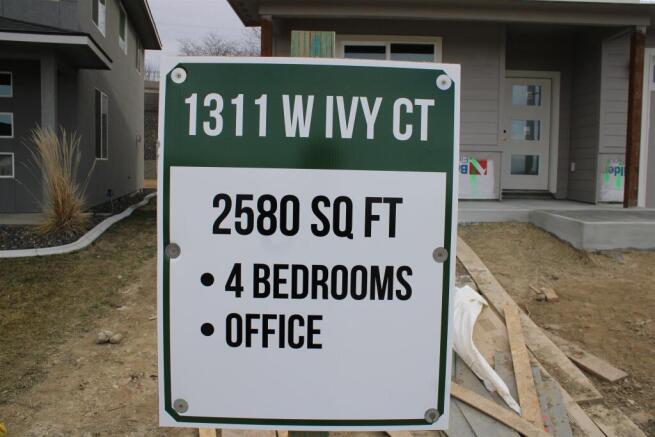 1311 W IVY CT
2580 SQ FT
• 4 BEDROOMS
• OFFICE